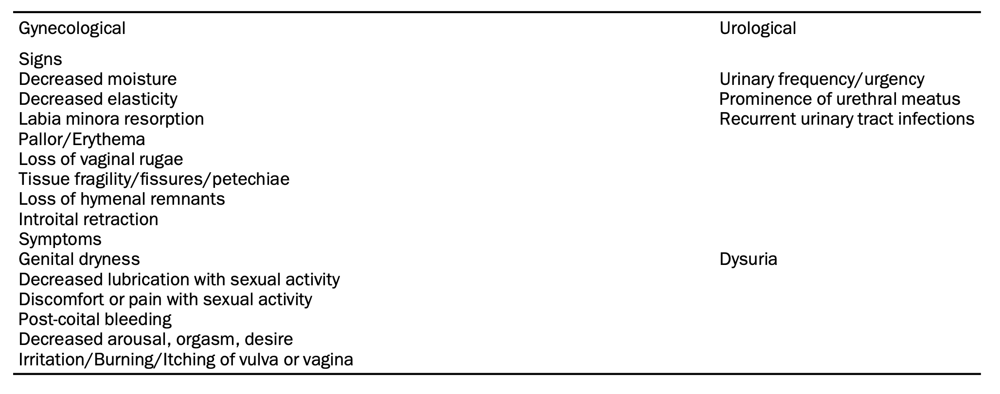 Gynecological Urological
Signs
Decreased moisture Urinary frequency/urgency
Decreased elasticity Prominence of urethral meatus
Labia minora resorption Recurrent urinary tract infections
Pallor/Erythema
Loss of vaginal rugae
Tissue fragility/fissures/petechiae
Loss of hymenal remnants
Introital retraction
Symptoms
Genital dryness Dysuria
Decreased lubrication with sexual activity
Discomfort or pain with sexual activity
Post-coital bleeding
Decreased arousal, orgasm, desire
Irritation/Burning/Itching of vulva or vagina